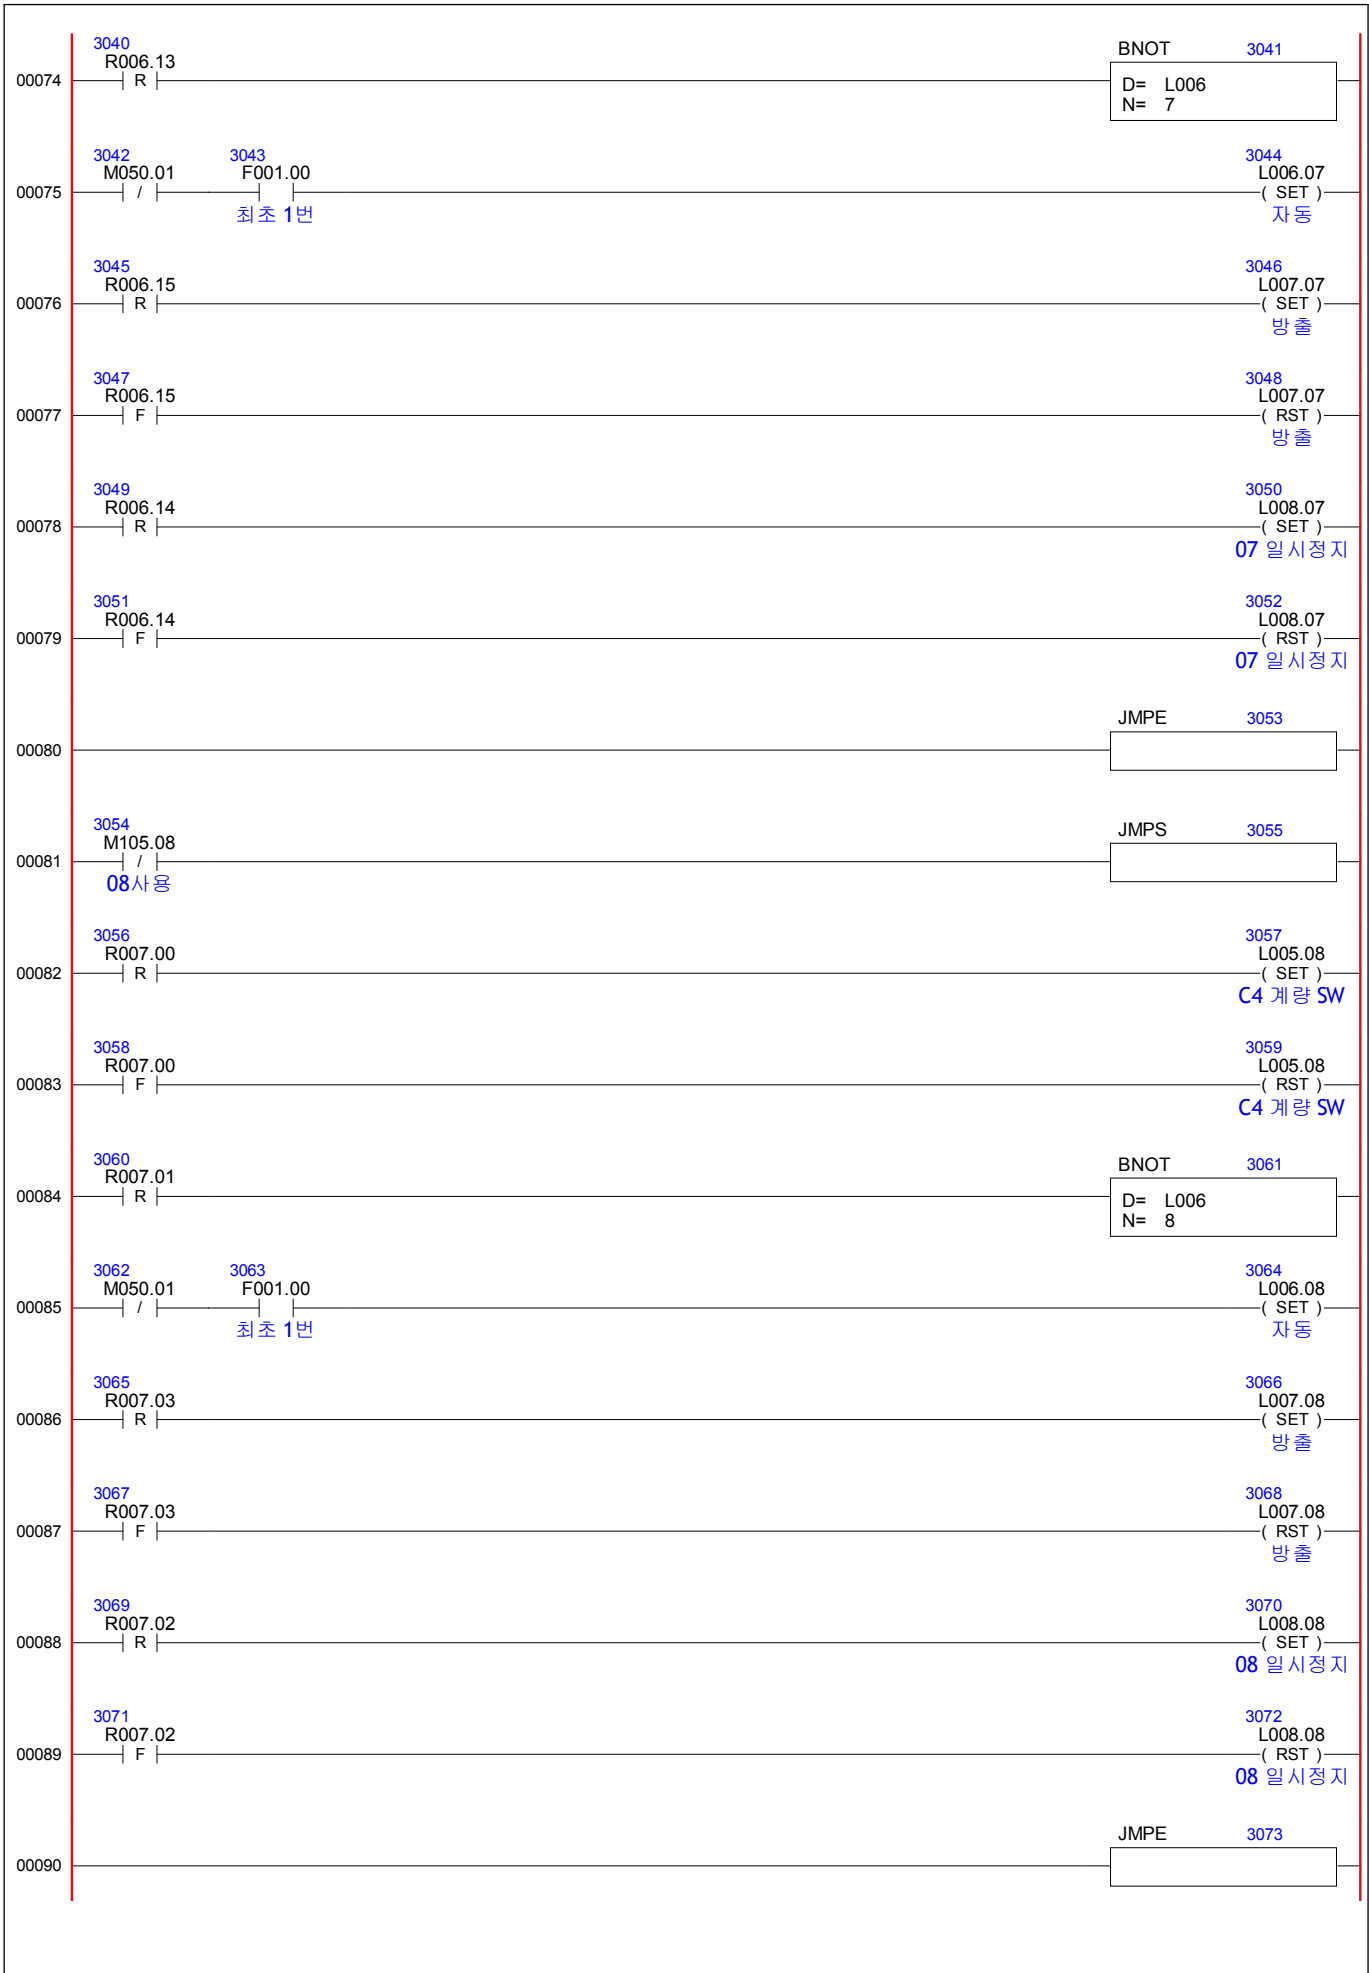 3040
R006.13
BNOT 3041
00074 R
D= L006
N= 7
3042 3043 3044
M050.01 F001.00 L006.07
00075 / ( SET )
최초 1번 자동
3045 3046
R006.15 L007.07
00076 R ( SET )
방출
3047 3048
R006.15 L007.07
00077 F ( RST )
방출
3049 3050
R006.14 L008.07
00078 R ( SET )
07 일시정지
3051 3052
R006.14 L008.07
00079 F ( RST )
07 일시정지
JMPE 3053
00080
3054
M105.08
JMPS 3055
00081 /
08사용
3056 3057
R007.00 L005.08
00082 R ( SET )
C4 계량 SW
3058 3059
R007.00 L005.08
00083 F ( RST )
C4 계량 SW
3060
R007.01
BNOT 3061
00084 R
D= L006
N= 8
3062 3063 3064
M050.01 F001.00 L006.08
00085 / ( SET )
최초 1번 자동
3065 3066
R007.03 L007.08
00086 R ( SET )
방출
3067 3068
R007.03 L007.08
00087 F ( RST )
방출
3069 3070
R007.02 L008.08
00088 R ( SET )
08 일시정지
3071 3072
R007.02 L008.08
00089 F ( RST )
08 일시정지
JMPE 3073
00090